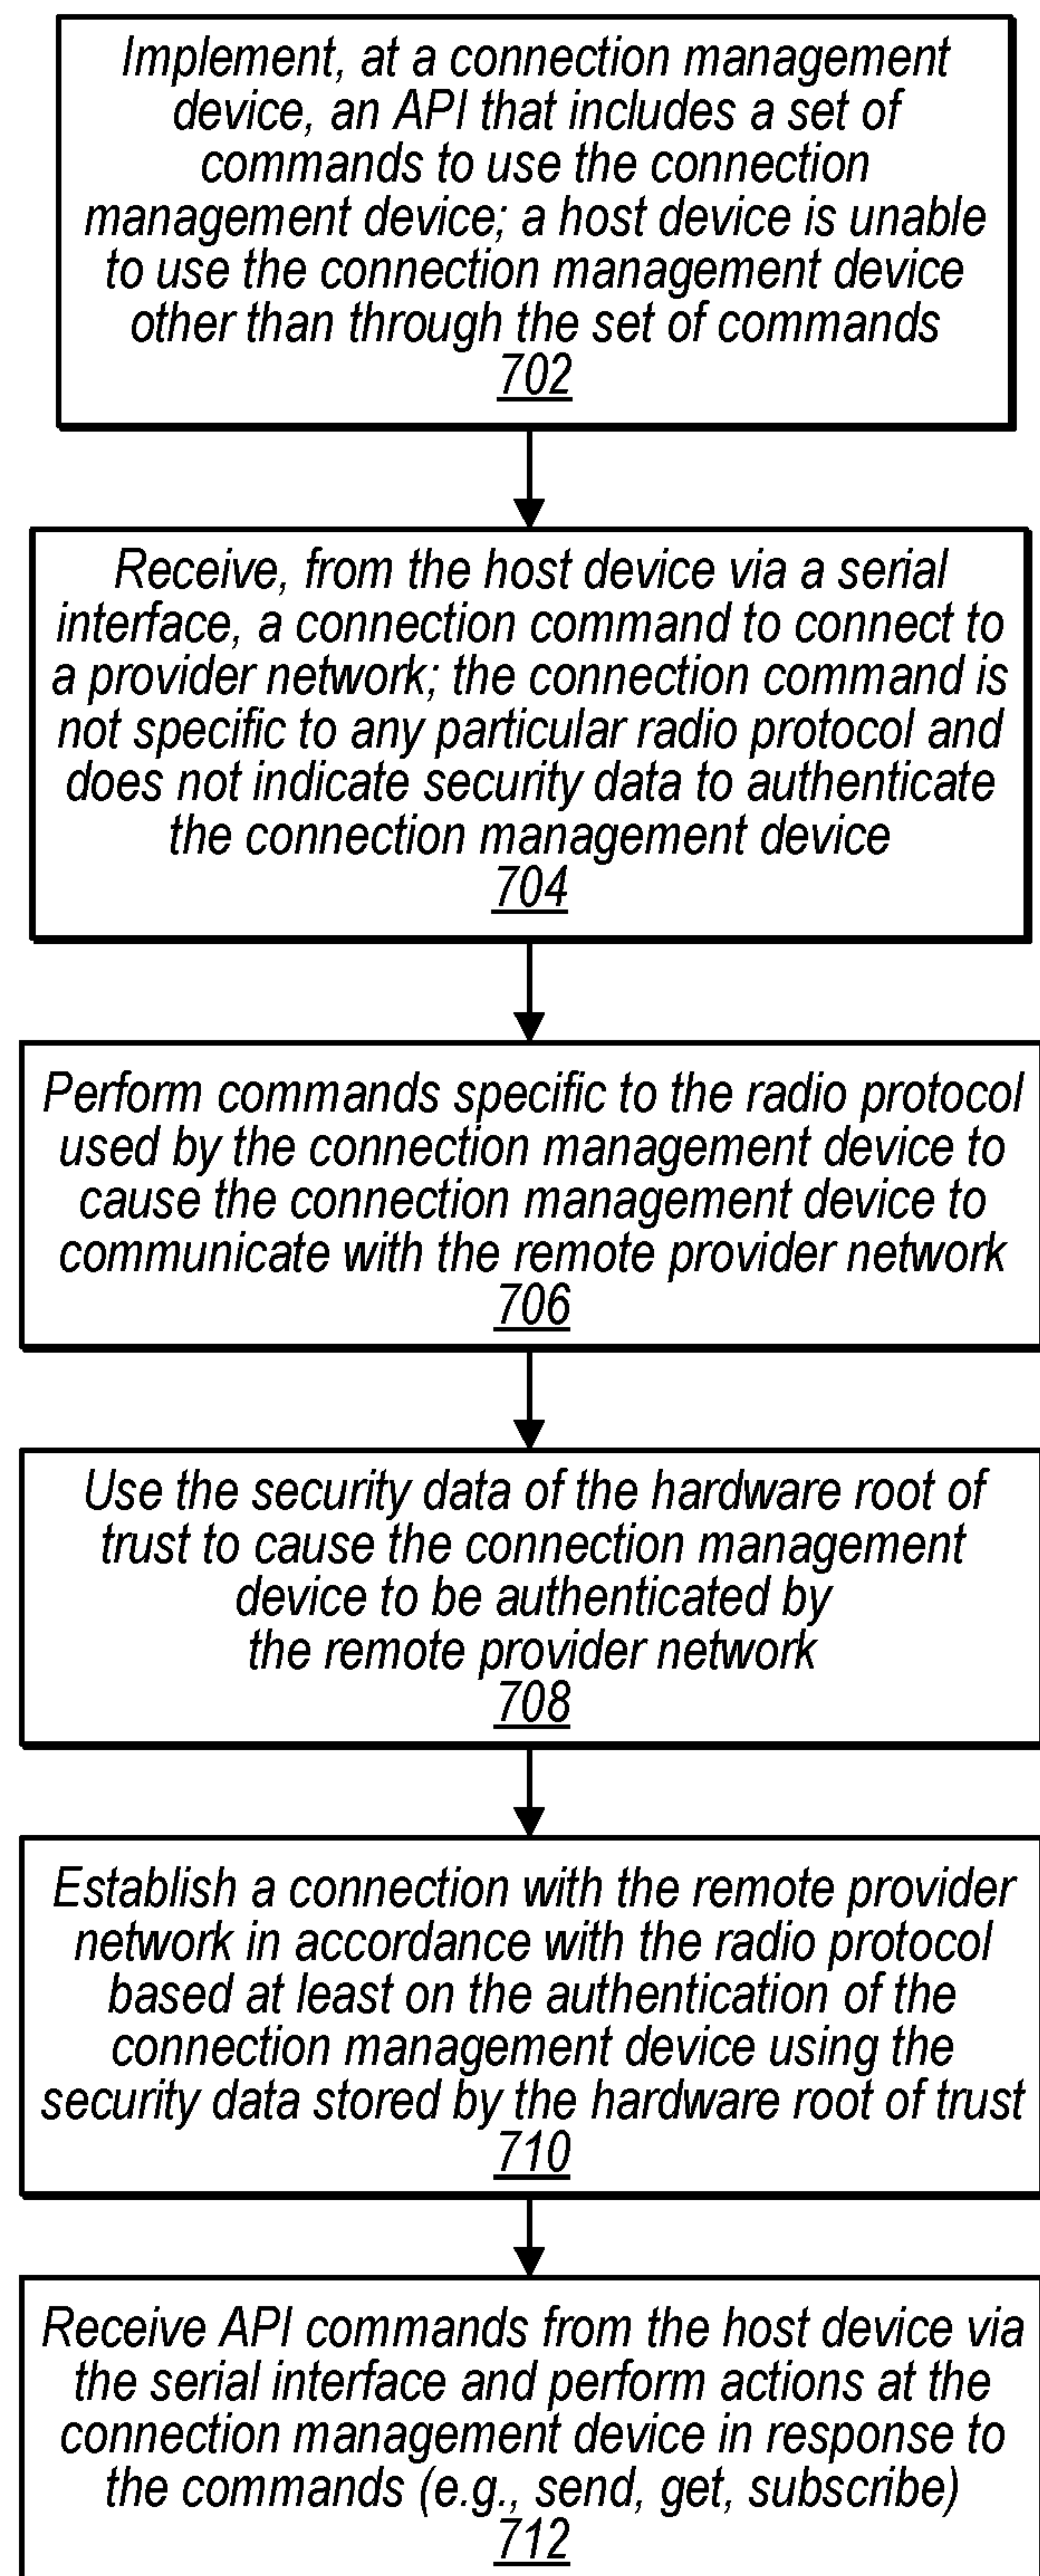 Implement, at a connection management
device, an API that includes a set of
commands to use the connection
management device; a host device is unable
to use the connection management device
other than through the set of commands
702
Receive, from the host device via a serial
interface, a connection command to connect to
a provider network; the connection command is
not specific to any particular radio protocol and
does not indicate security data to authenticate
the connection management device
704
Perform commands specific to the radio protocol
used by the connection management device to
cause the connection management device to
communicate with the remote provider network
706
Use the security data of the hardware root of
trust to cause the connection management
device to be authenticated by
the remote provider network
708
Establish a connection with the remote provider
network in accordance with the radio protocol
based at least on the authentication of the
connection management device using the
security data stored by the hardware root of trust
710
Receive API commands from the host device via
the serial interface and perform actions at the
connection management device in response to
the commands (e.g., send, get, subscribe)
712